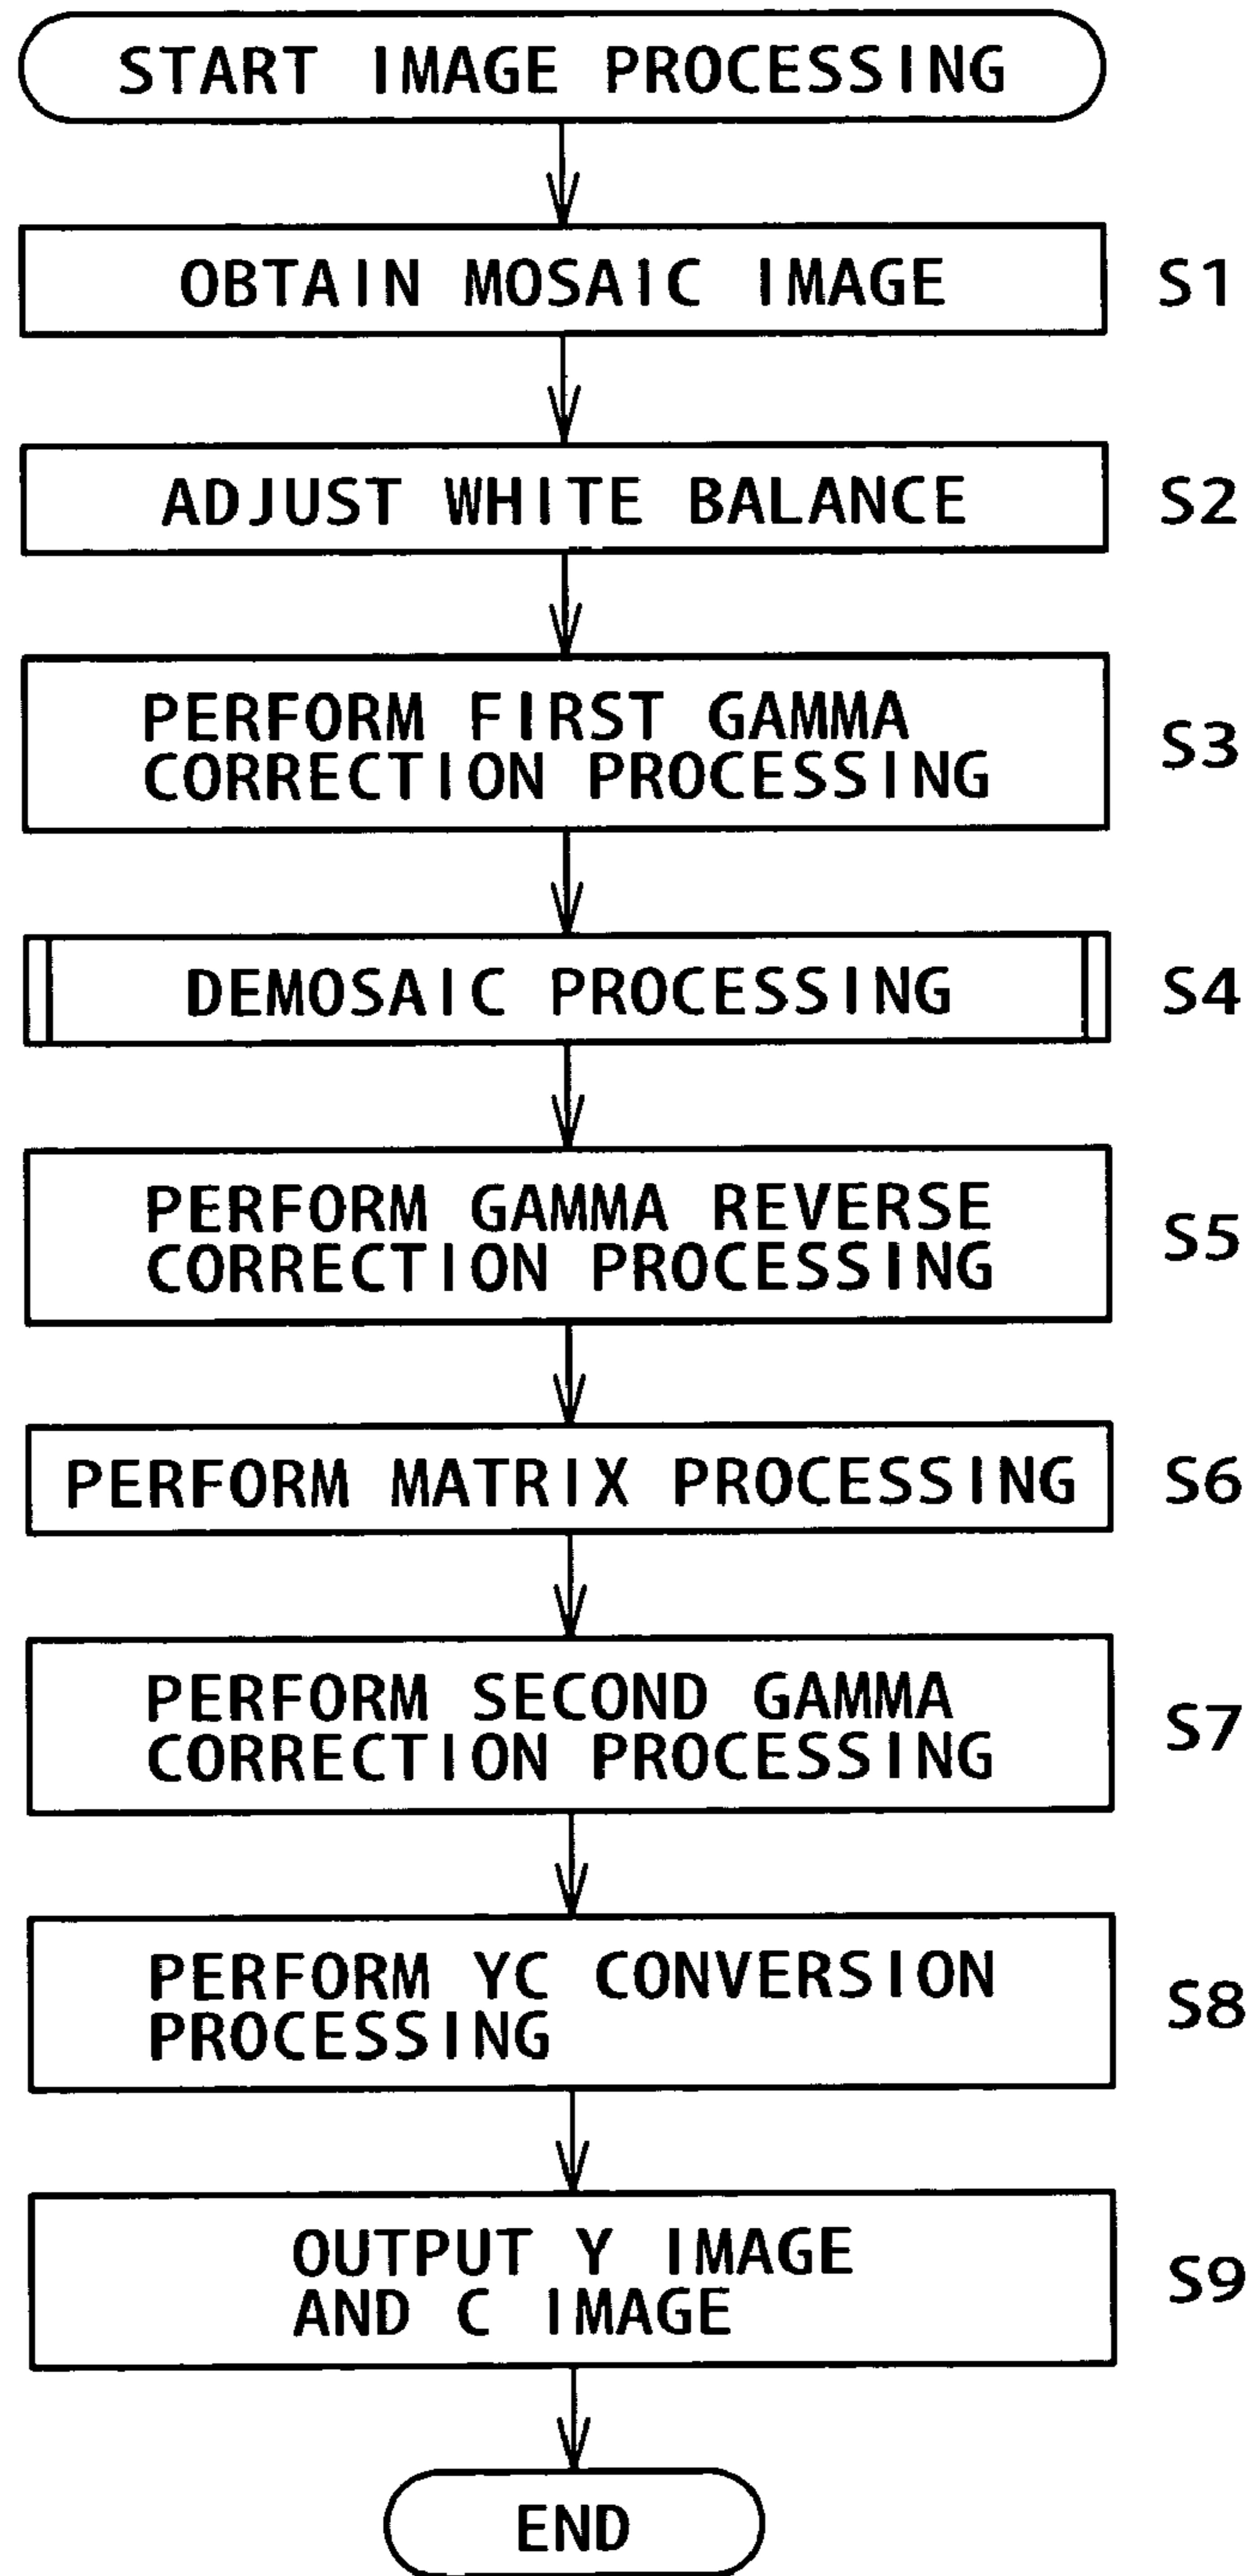 START IMAGE PROCESSING
OBTAIN MOSAIC IMAGE
S1
ADJUST WHITE BALANCE
S2
PERFORM FIRST GAMMA
CORRECTION PROCESSING
S3
DEMOSAIC PROCESSING
S4
PERFORM GAMMA REVERSE
CORRECTION PROCESSING
S5
PERFORM MATRIX PROCESSING
S6
PERFORM SECOND GAMMA
CORRECTION PROCESSING
S7
PERFORM YC CONVERSION
PROCESSING
S8
OUTPUT Y IMAGE
AND C IMAGE
S9
END